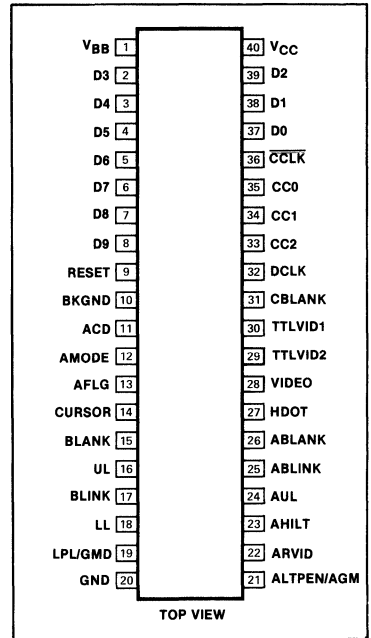 VBB 1 40 VCC
D3 2 39 D2
D4 3 38 D1
D5 4 37 D0
D6 5 36 CCLK
D7 6 35 CC0
D8 7 34 CC1
D9 8 33 CC2
RESET 9 32 DCLK
BKGND 10 31 CBLANK
ACD 11 30 TTLVID1
AMODE 12 29 TTLVID2
AFLG 13 28 VIDEO
CURSOR 14 27 HDOT
BLANK 15 26 ABLANK
UL 16 25 ABLINK
BLINK 17 24 AUL
LL 18 23 AHILT
LPL/GMD 19 22 ARVID
GND 20 21 ALTPEN/AGM
TOP VIEW